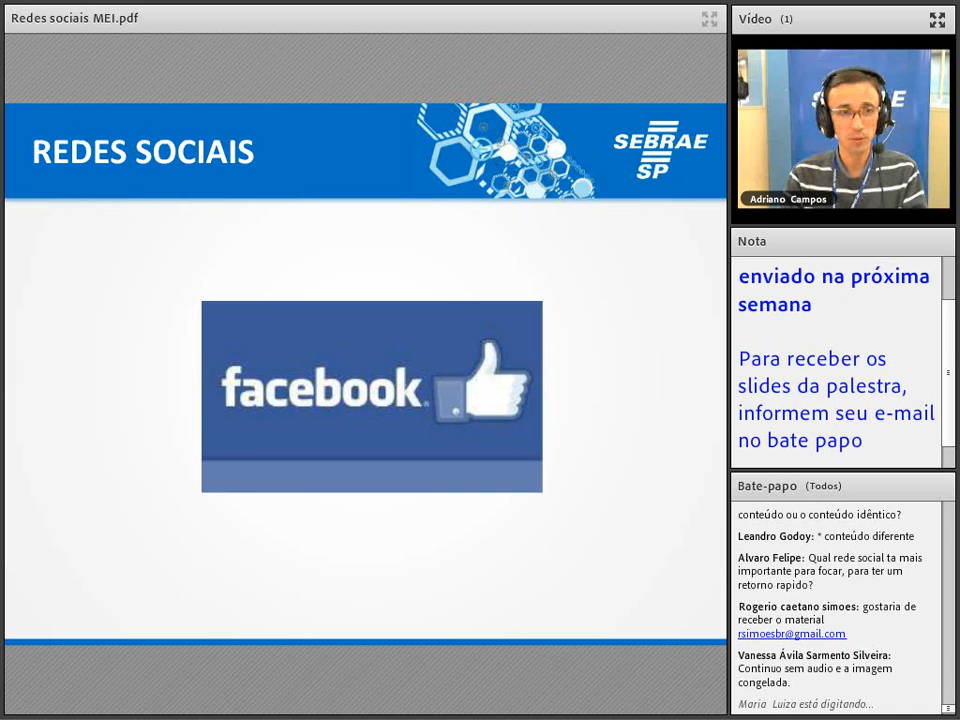 Redes sociais MEI.pdf
REDES SOCIAIS
SEBRAE
SP
facebook
Vídeo (1)
Adriano Campos
Nota
enviado na próxima
semana
Para receber os
slides da palestra,
informem seu e-mail
no bate papo
Bate-papo (Todos)
conteúdo ou o conteúdo idêntico?
Leandro Godoy: * conteúdo diferente
Alvaro Felipe: Qual rede social ta mais
importante para focar, para ter um
retorno rapido?
Rogerio caetano simoes: gostaria de
receber o material
rsimoesbr@gmail.com
Vanessa Ávila Sarmento Silveira:
Continuo sem audio e a imagem
congelada.
Maria Luiza está digitando...